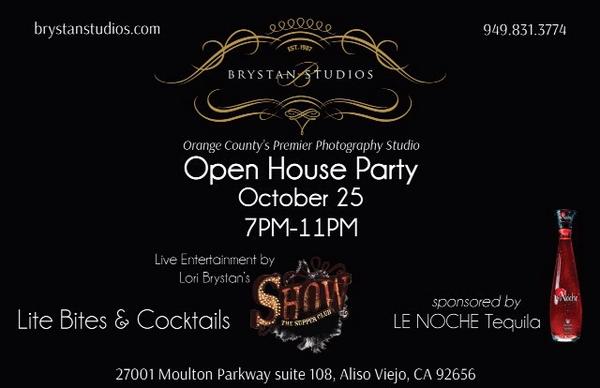 brystanstudios.com
949.831.3774
EST. 1987
BRYSTAN STUDIOS
Orange County's Premier Photography Studio
Open House Party
October 25
7PM-11PM
Live Entertainment by
Lori Brystan's
SHOW
THE SUPPER CLUB
Lite Bites & Cocktails
sponsored by
LE NOCHE Tequila
Noche
27001 Moulton Parkway suite 108, Aliso Viejo, CA 92656